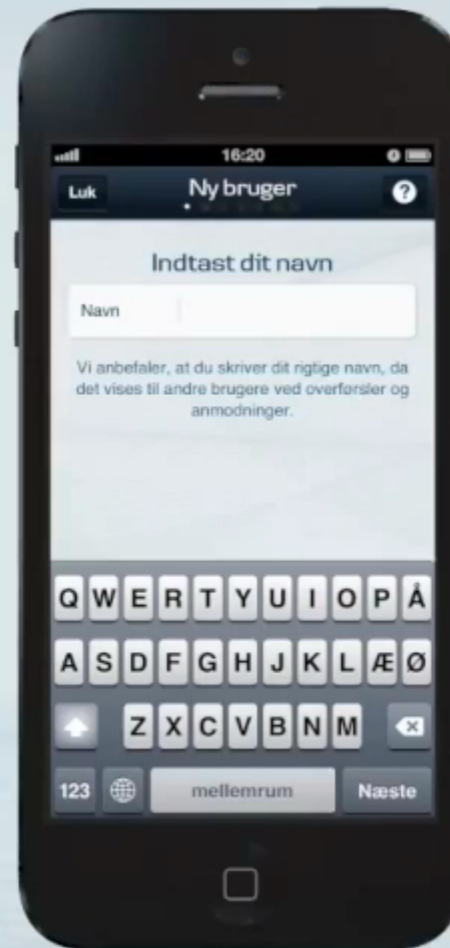 16:20
Luk
Ny bruger
?
Indtast dit navn
Navn
Vi anbefaler, at du skriver dit rigtige navn, da
det vises til andre brugere ved overførsler og
anmodninger.
Q W E R T Y U I O P Å
A S D F G H J K L Æ Ø
Z X C V B N M
123 mellemrum Næste